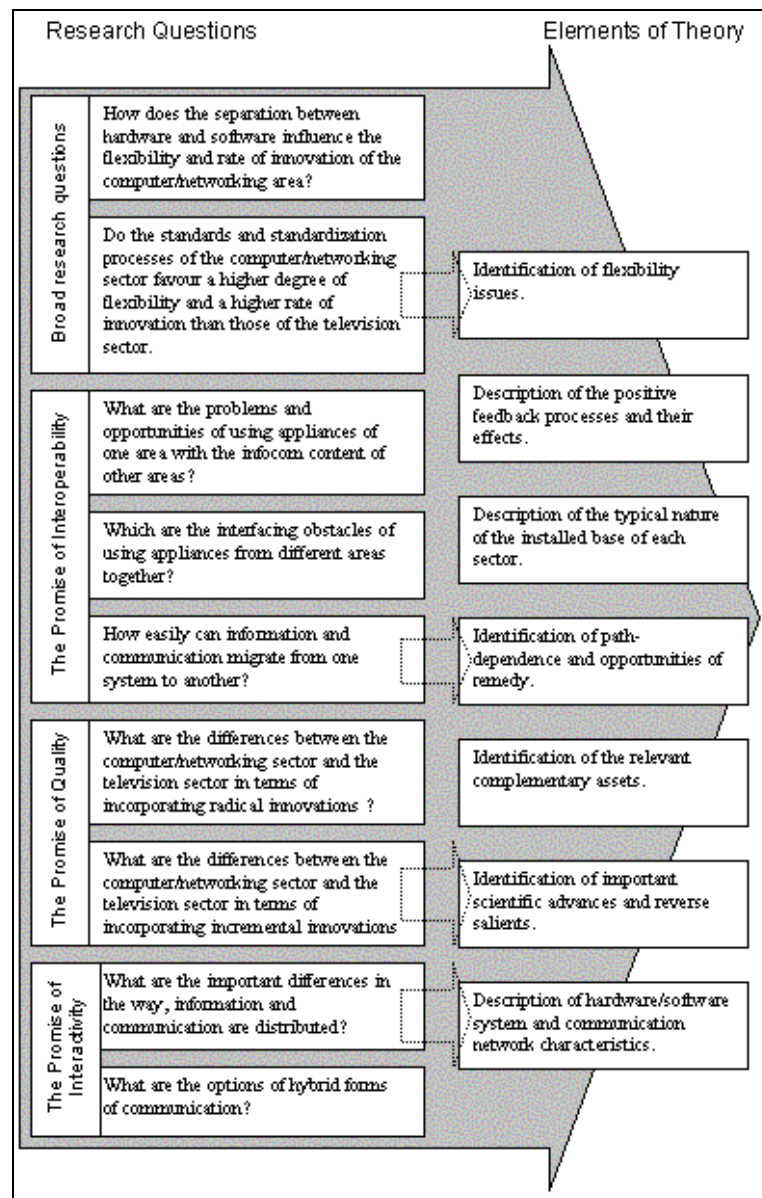 Research Questions
Elements of Theory
Broad research questions
How does the separation between
hardware and software influence the
flexibility and rate of innovation of the
computer/networking area?
Do the standards and standardization
processes of the computer/networking
sector favour a higher degree of
flexibility and a higher rate of
innovation than those of the television
sector.
The Promise of Interoperability
What are the problems and
opportunities of using appliances of
one area with the infocom content of
other areas?
Which are the interfacing obstacles of
using appliances from different areas
together?
How easily can information and
communication migrate from one
system to another?
The Promise of Quality
What are the differences between the
computer/networking sector and the
television sector in terms of
incorporating radical innovations ?
What are the differences between the
computer/networking sector and the
television sector in terms of
incorporating incremental innovations
The Promise of
Interactivity
What are the important differences in
the way, information and
communication are distributed?
What are the options of hybrid forms
of communication?
Identification of flexibility
issues.
Description of the positive
feedback processes and their
effects.
Description of the typical nature
of the installed base of each
sector.
Identification of path-
dependence and opportunities of
remedy.
Identification of the relevant
complementary assets.
Identification of important
scientific advances and reverse
salients.
Description of hardware/software
system and communication
network characteristics.